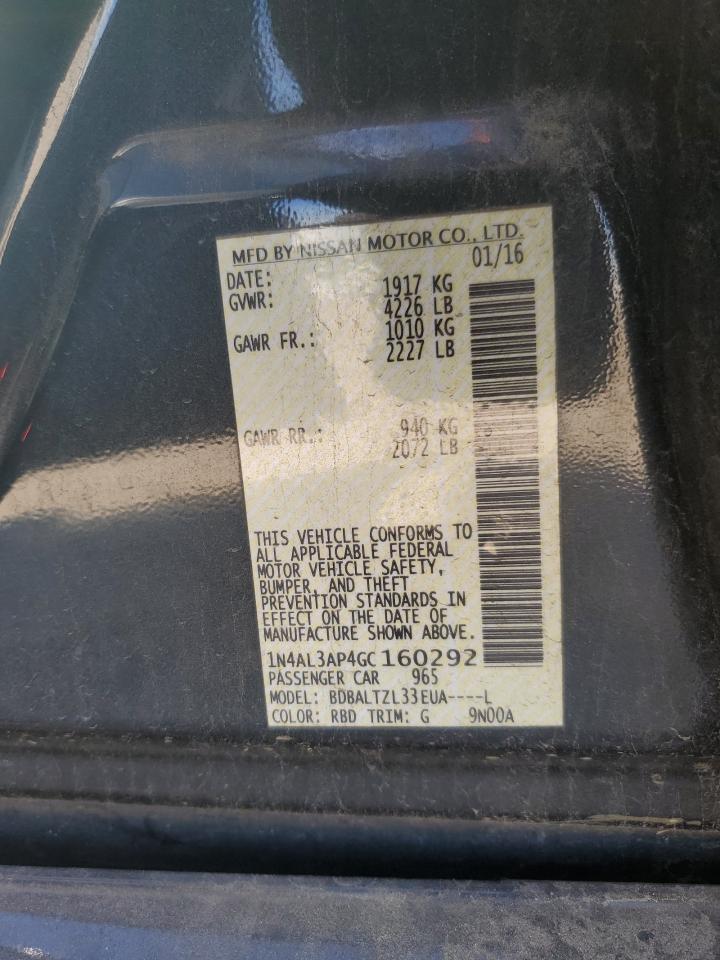 MFD BY NISSAN MOTOR CO., LTD.
DATE: 01/16
GVWR: 1917 KG
4226 LB
GAWR FR.: 1010 KG
2227 LB
GAWR RR.: 940 KG
2072 LB
THIS VEHICLE CONFORMS TO
ALL APPLICABLE FEDERAL
MOTOR VEHICLE SAFETY,
BUMPER, AND THEFT
PREVENTION STANDARDS IN
EFFECT ON THE DATE OF
MANUFACTURE SHOWN ABOVE.
1N4AL3AP4GC160292
PASSENGER CAR 965
MODEL: BDBALTZL33EUA----L
COLOR: RBD TRIM: G 9N00A